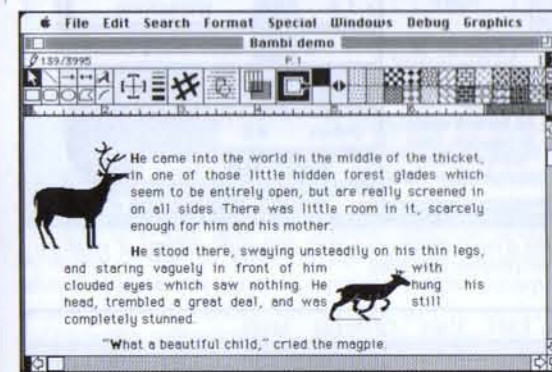 File Edit Search Format Special Windows Debug Graphics
Bambi demo
139/3995 P. 1
He came into the world in the middle of the thicket,
in one of those little hidden forest glades which
seem to be entirely open, but are really screened in
on all sides. There was little room in it, scarcely
enough for him and his mother.
He stood there, swaying unsteadily on his thin legs,
and staring vaguely in front of him with
clouded eyes which saw nothing. He hung his
head, trembled a great deal, and was still
completely stunned.
"What a beautiful child," cried the magpie.